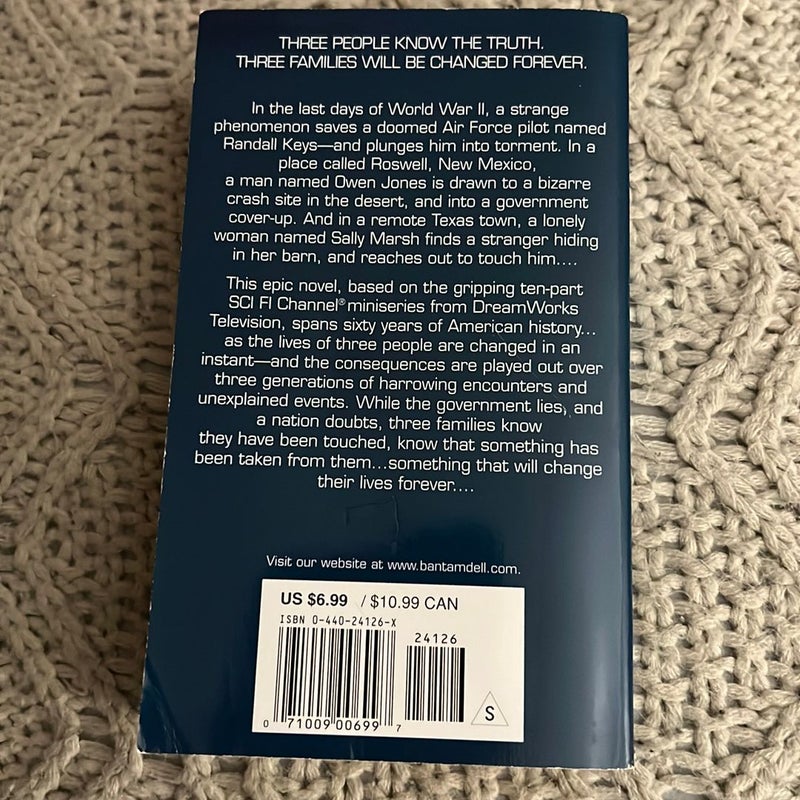 THREE PEOPLE KNOW THE TRUTH.
THREE FAMILIES WILL BE CHANGED FOREVER.
In the last days of World War II, a strange
phenomenon saves a doomed Air Force pilot named
Randall Keys—and plunges him into torment. In a
place called Roswell, New Mexico,
a man named Owen Jones is drawn to a bizarre
crash site in the desert, and into a government
cover-up. And in a remote Texas town, a lonely
woman named Sally Marsh finds a stranger hiding
in her barn, and reaches out to touch him....
This epic novel, based on the gripping ten-part
SCI FI Channel® miniseries from DreamWorks
Television, spans sixty years of American history...
as the lives of three people are changed in an
instant—and the consequences are played out over
three generations of harrowing encounters and
unexplained events. While the government lies, and
a nation doubts, three families know
they have been touched, know that something has
been taken from them...something that will change
their lives forever....
Visit our website at www.bantamdell.com.
US $6.99 / $10.99 CAN
ISBN 0-440-24126-X
24126
0 71009 00699 7
S